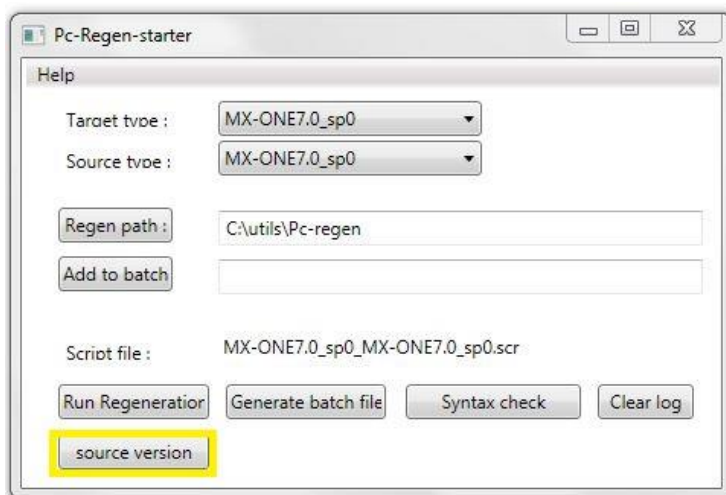 Pc-Regen-starter
Help
Target type : MX-ONE7.0_sp0
Source type : MX-ONE7.0_sp0
Regen path : C:\utils\Pc-regen
Add to batch
Script file : MX-ONE7.0_sp0_MX-ONE7.0_sp0.scr
Run Regeneration Generate batch file Syntax check Clear log
source version